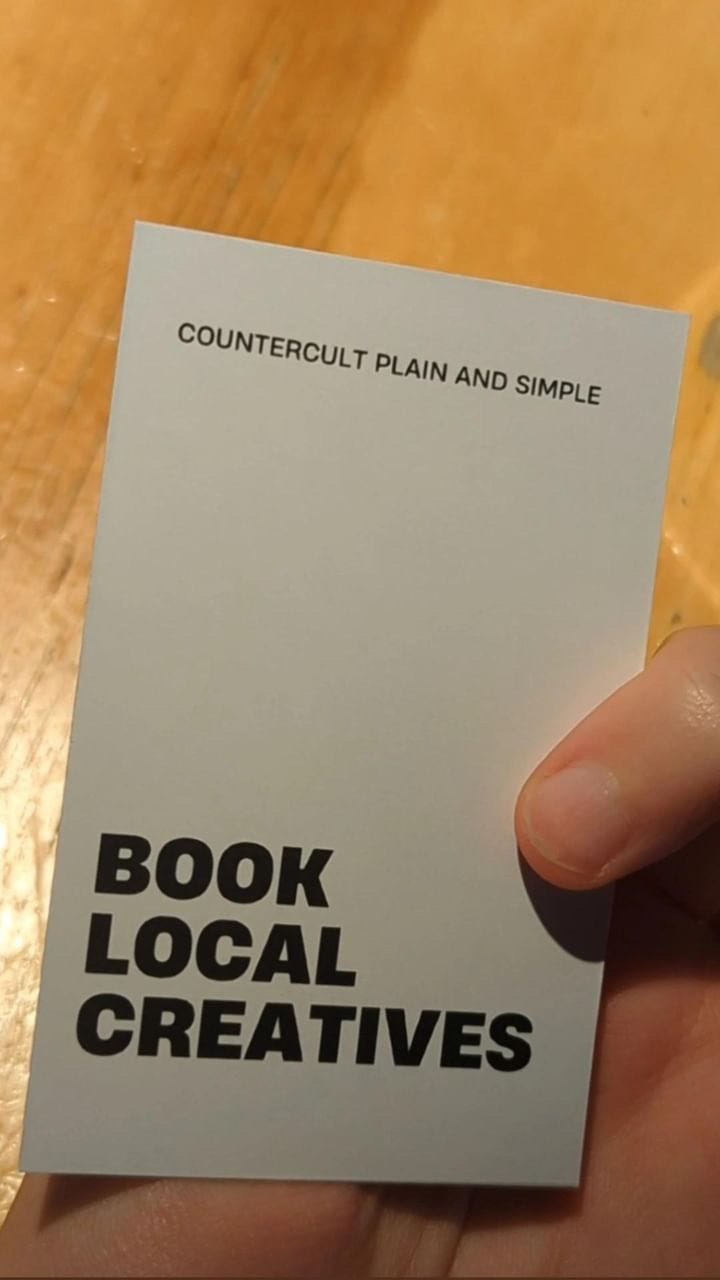 COUNTERCULT PLAIN AND SIMPLE
BOOK
LOCAL
CREATIVES